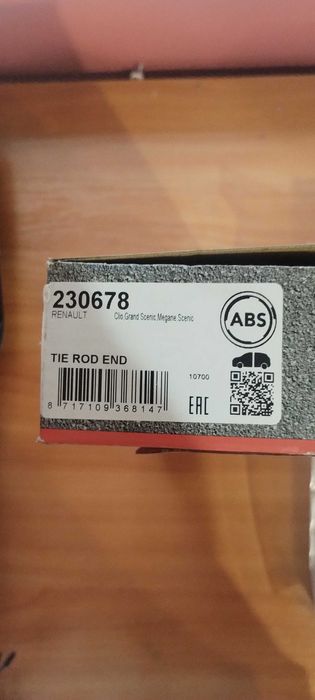 230678
RENAULT Clio,Grand Scenic,Megane,Scenic
ABS
TIE ROD END
10700
8 717109 368147
EAC